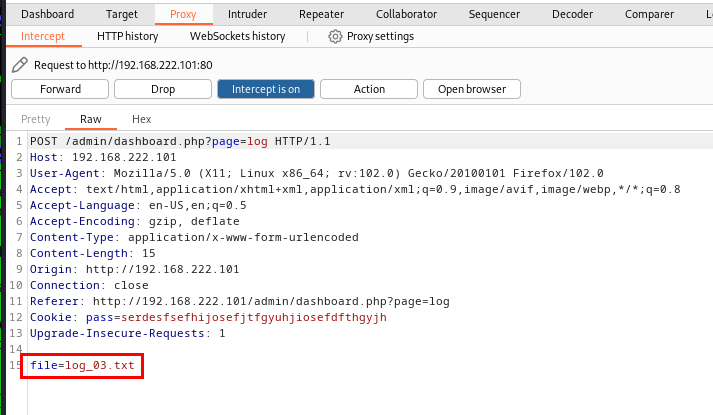 Dashboard Target Proxy Intruder Repeater Collaborator Sequencer Decoder Comparer
Intercept HTTP history WebSockets history Proxy settings
Request to http://192.168.222.101:80
Forward Drop Intercept is on Action Open browser
Pretty Raw Hex
1 POST /admin/dashboard.php?page=log HTTP/1.1
2 Host: 192.168.222.101
3 User-Agent: Mozilla/5.0 (X11; Linux x86_64; rv:102.0) Gecko/20100101 Firefox/102.0
4 Accept: text/html,application/xhtml+xml,application/xml;q=0.9,image/avif,image/webp,*/*;q=0.8
5 Accept-Language: en-US,en;q=0.5
6 Accept-Encoding: gzip, deflate
7 Content-Type: application/x-www-form-urlencoded
8 Content-Length: 15
9 Origin: http://192.168.222.101
10 Connection: close
11 Referer: http://192.168.222.101/admin/dashboard.php?page=log
12 Cookie: pass=serdesfsefhijosefjtfgyuhjiosefdfthgyjh
13 Upgrade-Insecure-Requests: 1
14
15 file=log_03.txt